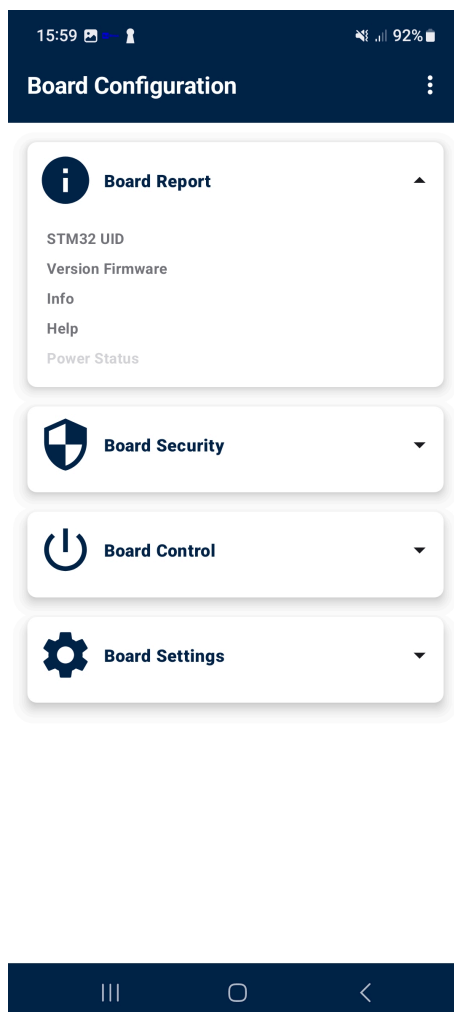 15:59 92%
Board Configuration
Board Report
STM32 UID
Version Firmware
Info
Help
Power Status
Board Security
Board Control
Board Settings